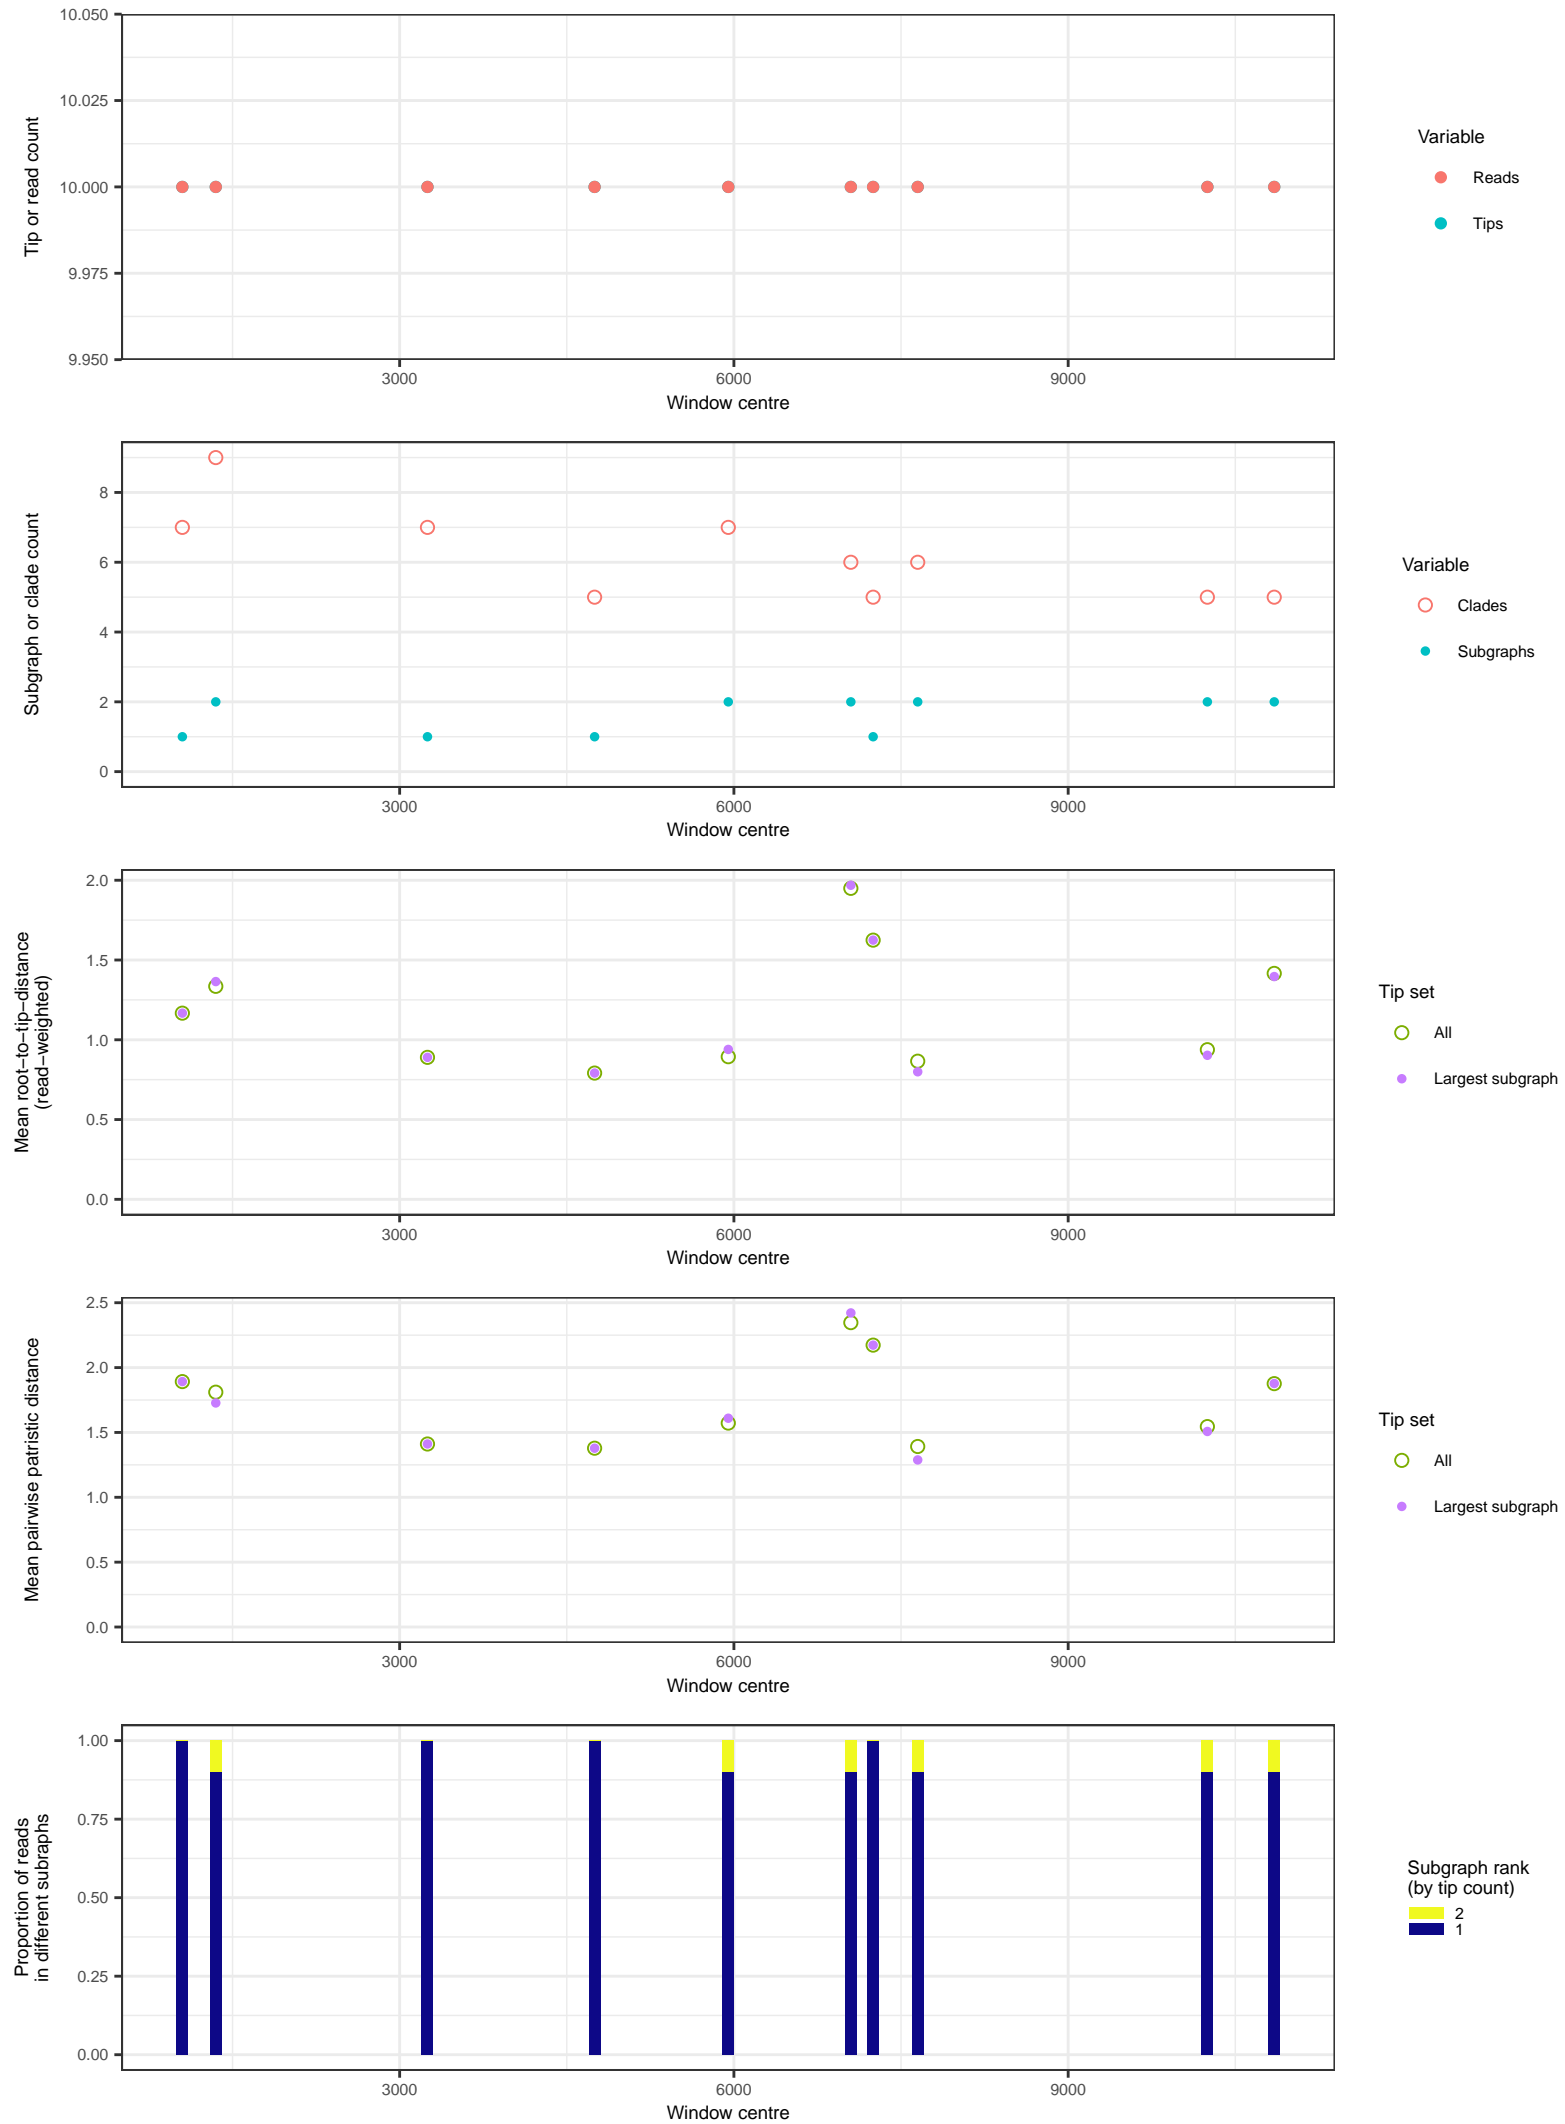 10.050
10.025
10.000
9.975
9.950
Tip or read count
3000
6000
9000
Window centre
Variable
Reads
Tips
8
6
4
2
0
Subgraph or clade count
3000
6000
9000
Window centre
Variable
Clades
Subgraphs
2.0
1.5
1.0
0.5
0.0
Mean root−to−tip−distance
(read−weighted)
3000
6000
9000
Window centre
Tip set
All
Largest subgraph
2.5
2.0
1.5
1.0
0.5
0.0
Mean pairwise patristic distance
3000
6000
9000
Window centre
Tip set
All
Largest subgraph
1.00
0.75
0.50
0.25
0.00
Proportion of reads
in different subraphs
3000
6000
9000
Window centre
Subgraph rank
(by tip count)
2
1